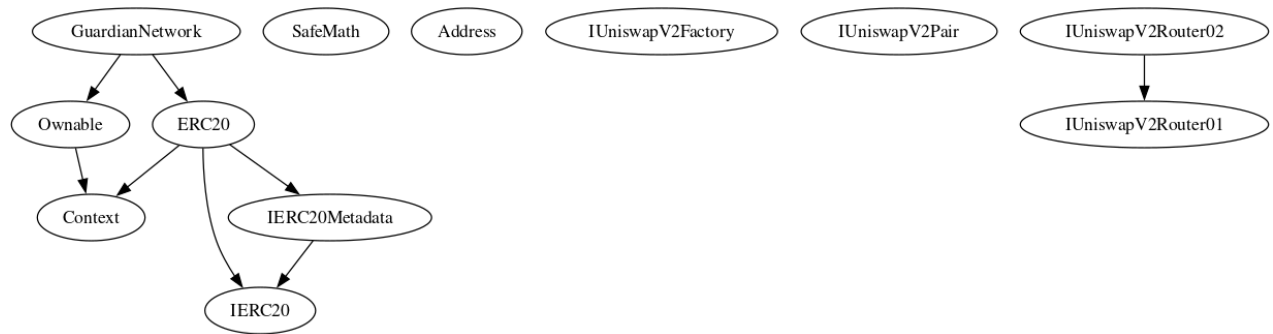 GuardianNetwork
SafeMath
Address
IUniswapV2Factory
IUniswapV2Pair
IUniswapV2Router02
Ownable
ERC20
IUniswapV2Router01
Context
IERC20Metadata
IERC20